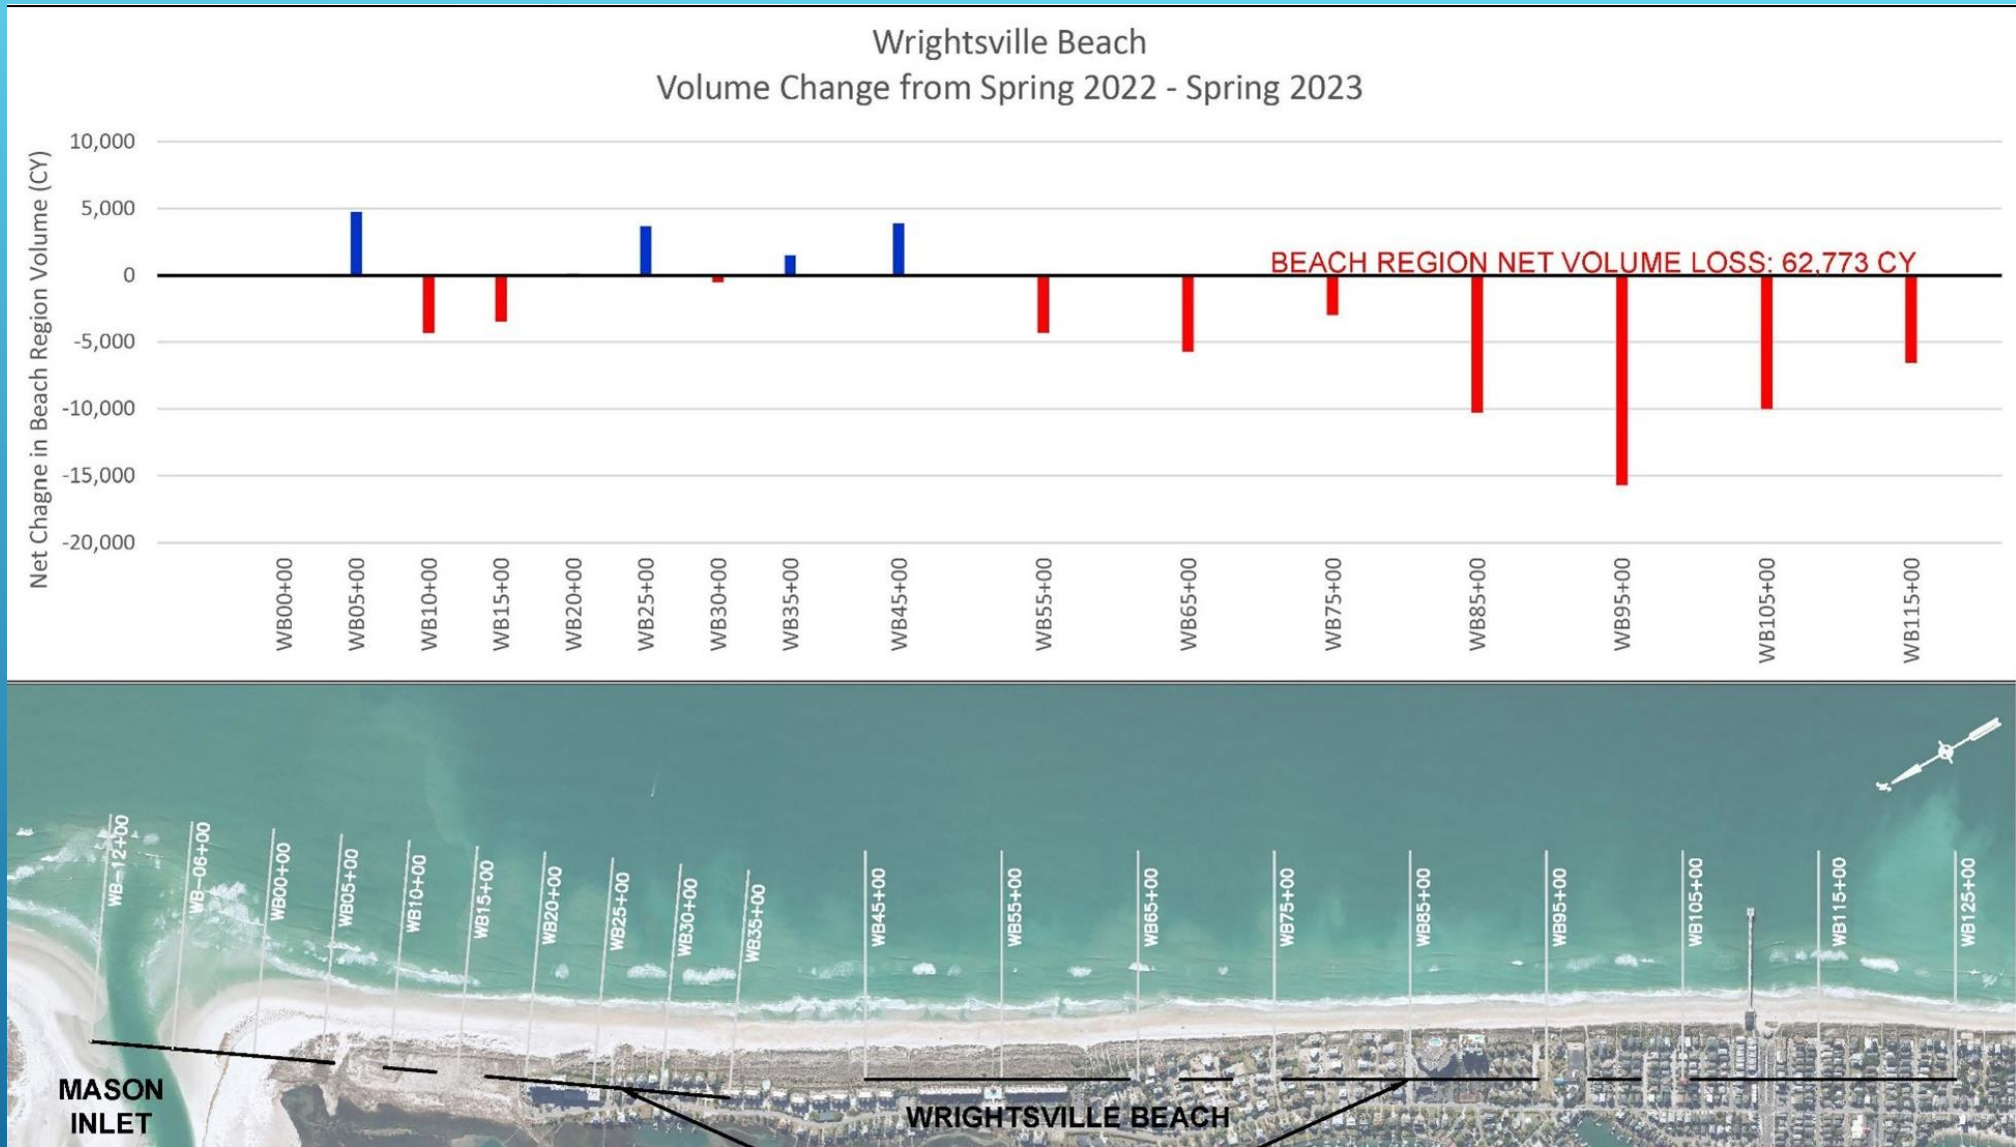 Wrightsville Beach
Volume Change from Spring 2022 - Spring 2023
Net Chagne in Beach Region Volume (CY)
10,000
5,000
0
-5,000
-10,000
-15,000
-20,000
BEACH REGION NET VOLUME LOSS: 62,773 CY
WB00+00
WB05+00
WB10+00
WB15+00
WB20+00
WB25+00
WB30+00
WB35+00
WB45+00
WB55+00
WB65+00
WB75+00
WB85+00
WB95+00
WB105+00
WB115+00
WB-12+00
WB-06+00
WB00+00
WB05+00
WB10+00
WB15+00
WB20+00
WB25+00
WB30+00
WB35+00
WB45+00
WB55+00
WB65+00
WB75+00
WB85+00
WB95+00
WB105+00
WB115+00
WB125+00
MASON
INLET
WRIGHTSVILLE BEACH